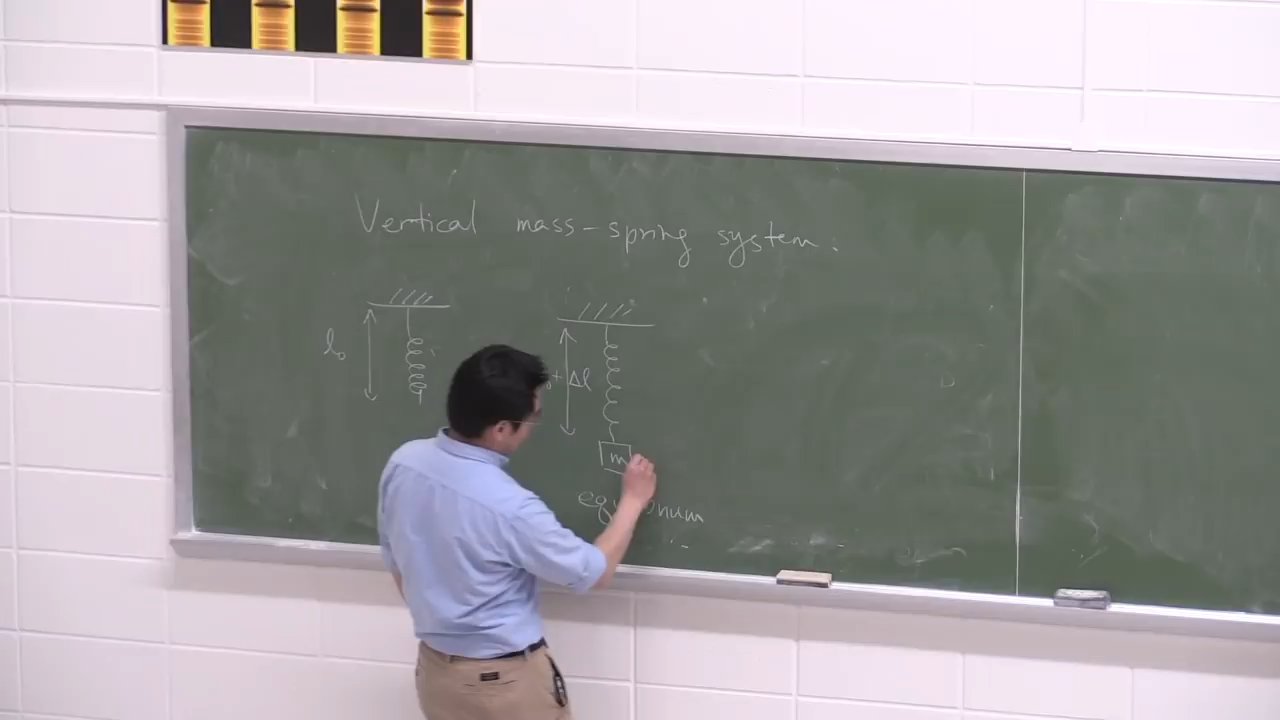 Vertical mass-spring system:
l₀
+ Δl
m